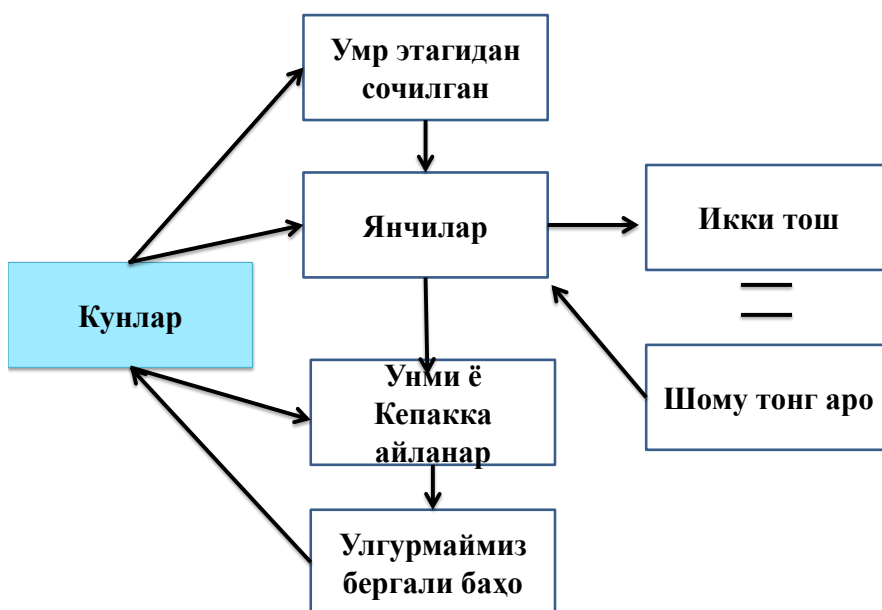 Умр этагидан
сочилган
Янчилар
Икки тош
Кунлар
Унми ё
Кепакка
айланар
Шому тонг аро
Улгурмаймиз
бергали баҳо